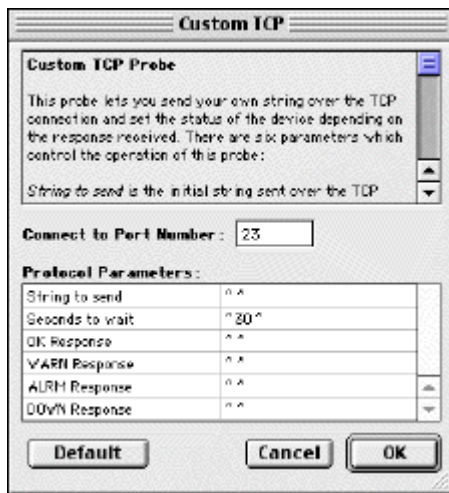 Custom TCP
Custom TCP Probe
This probe lets you send your own string over the TCP
connection and set the status of the device depending on
the response received. There are six parameters which
control the operation of this probe:
String to send is the initial string sent over the TCP
Connect to Port Number: 23
Protocol Parameters:
String to send ""
Seconds to wait "30"
OK Response ""
WARN Response ""
ALRM Response ""
DOWN Response ""
Default Cancel OK